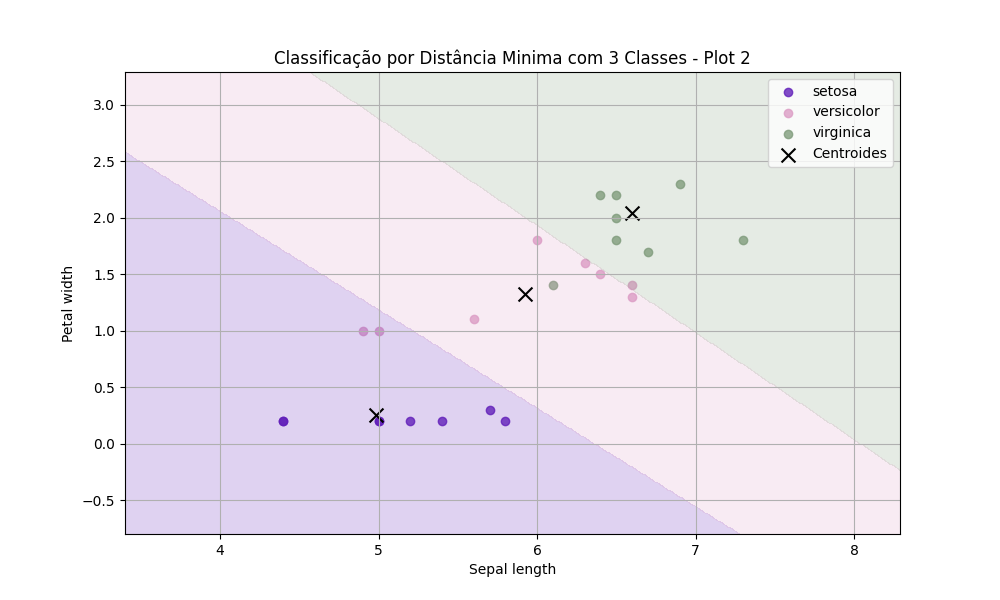 Classificação por Distância Minima com 3 Classes - Plot 2
setosa
versicolor
virginica
Centroides
Petal width
3.0
2.5
2.0
1.5
1.0
0.5
0.0
−0.5
4 5 6 7 8
Sepal length